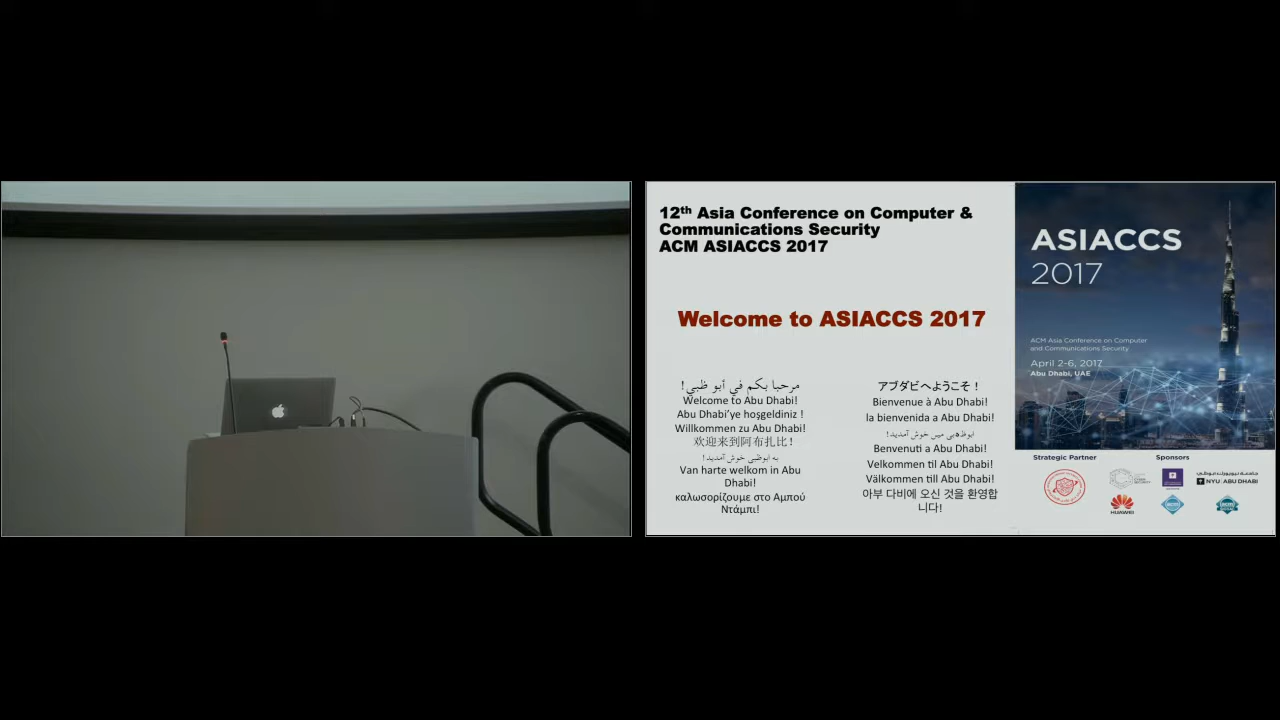 12th Asia Conference on Computer &
Communications Security
ACM ASIACCS 2017
Welcome to ASIACCS 2017
مرحبا بكم في أبو ظبي!
Welcome to Abu Dhabi!
Abu Dhabi'ye hoşgeldiniz !
Willkommen zu Abu Dhabi!
欢迎来到阿布扎比！
به ابوظبی خوش آمدید!
Van harte welkom in Abu
Dhabi!
καλωσορίζουμε στο Αμπού
Ντάμπι!
アブダビへようこそ！
Bienvenue à Abu Dhabi!
la bienvenida a Abu Dhabi!
ابوظہبی میں خوش آمدید!
Benvenuti a Abu Dhabi!
Velkommen til Abu Dhabi!
Välkommen till Abu Dhabi!
아부 다비에 오신 것을 환영합
니다!
ASIACCS
2017
ACM Asia Conference on Computer
and Communications Security
April 2-6, 2017
Abu Dhabi, UAE
Strategic Partner
Sponsors
جامعة نيويورك أبوظبي
NYU ABU DHABI
HUAWEI